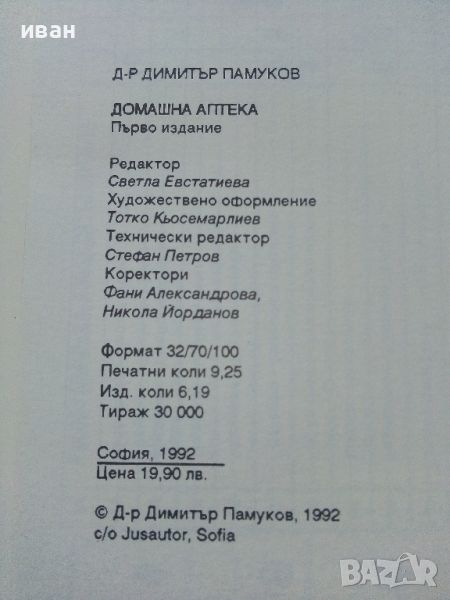 иван
Д-Р ДИМИТЪР ПАМУКОВ
ДОМАШНА АПТЕКА
Първо издание
Редактор
Светла Евстатиева
Художествено оформление
Тотко Кьосемарлиев
Технически редактор
Стефан Петров
Коректори
Фани Александрова,
Никола Йорданов
Формат 32/70/100
Печатни коли 9,25
Изд. коли 6,19
Тираж 30 000
София, 1992
Цена 19,90 лв.
© Д-р Димитър Памуков, 1992
c/o Jusautor, Sofia
BAZAR